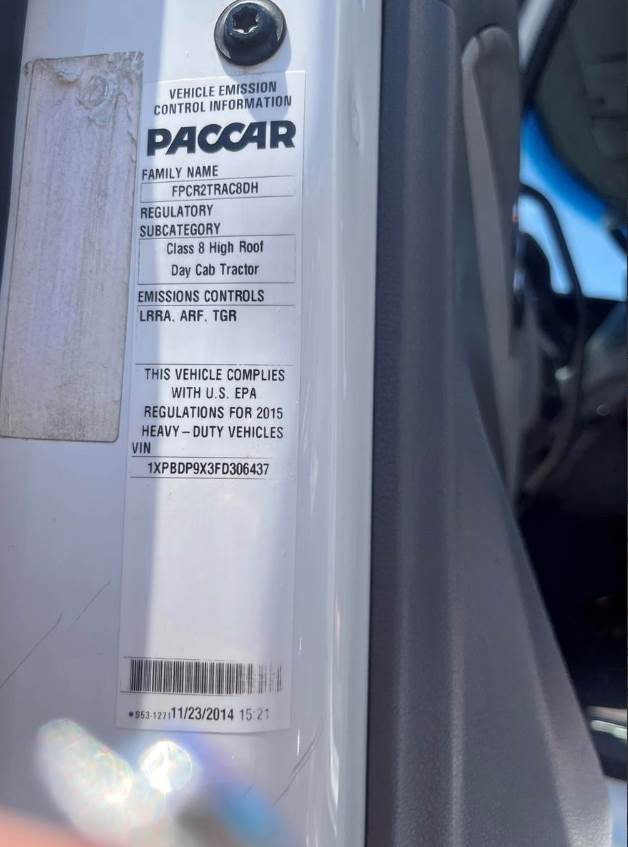 VEHICLE EMISSION
CONTROL INFORMATION
PACCAR
FAMILY NAME
FPCR2TRAC8DH
REGULATORY
SUBCATEGORY
Class 8 High Roof
Day Cab Tractor
EMISSIONS CONTROLS
LRRA, ARF, TGR
THIS VEHICLE COMPLIES
WITH U.S. EPA
REGULATIONS FOR 2015
HEAVY-DUTY VEHICLES
VIN
1XPBDP9X3FD306437
*S53-1271 11/23/2014 15:21